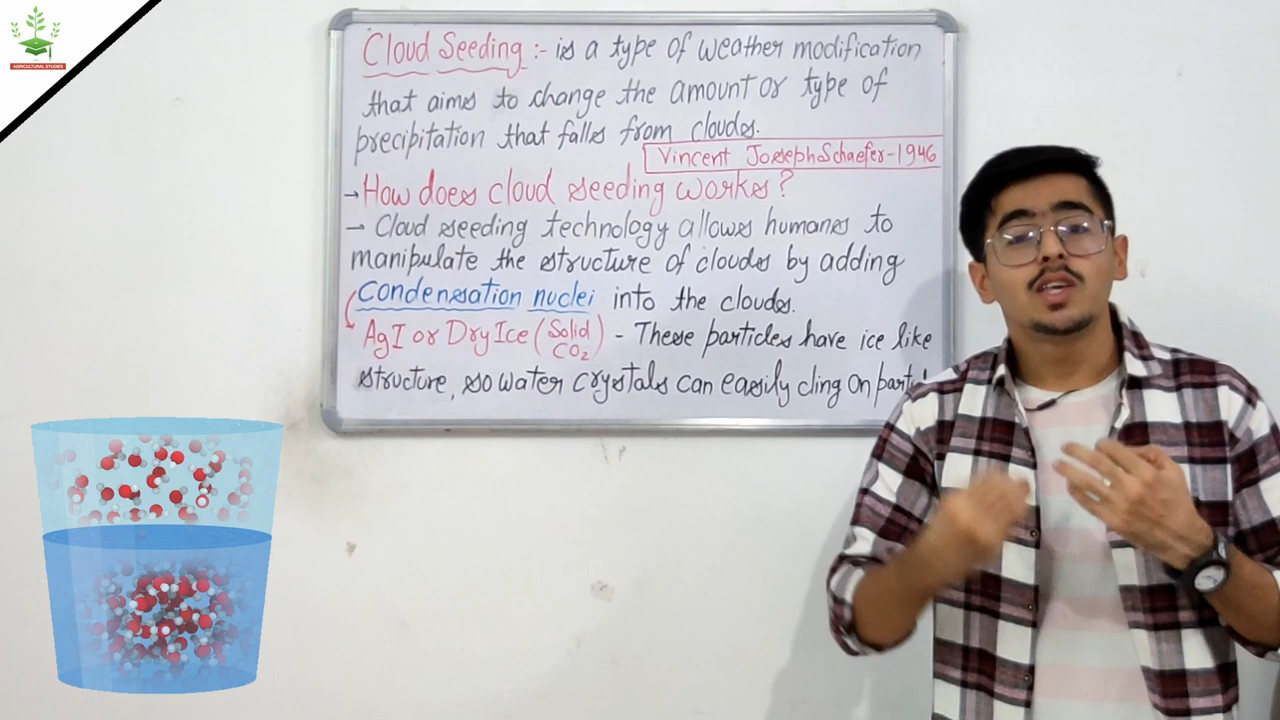 AGRICULTURAL STUDIES
Cloud Seeding :- is a type of weather modification
that aims to change the amount or type of
precipitation that falls from clouds.
Vincent Joseph Schaefer-1946
→ How does cloud seeding works?
→ Cloud seeding technology allows humans to
manipulate the structure of clouds by adding
condensation nuclei into the clouds.
AgI or Dry Ice (Solid CO₂) - These particles have ice like
structure, so water crystals can easily cling on